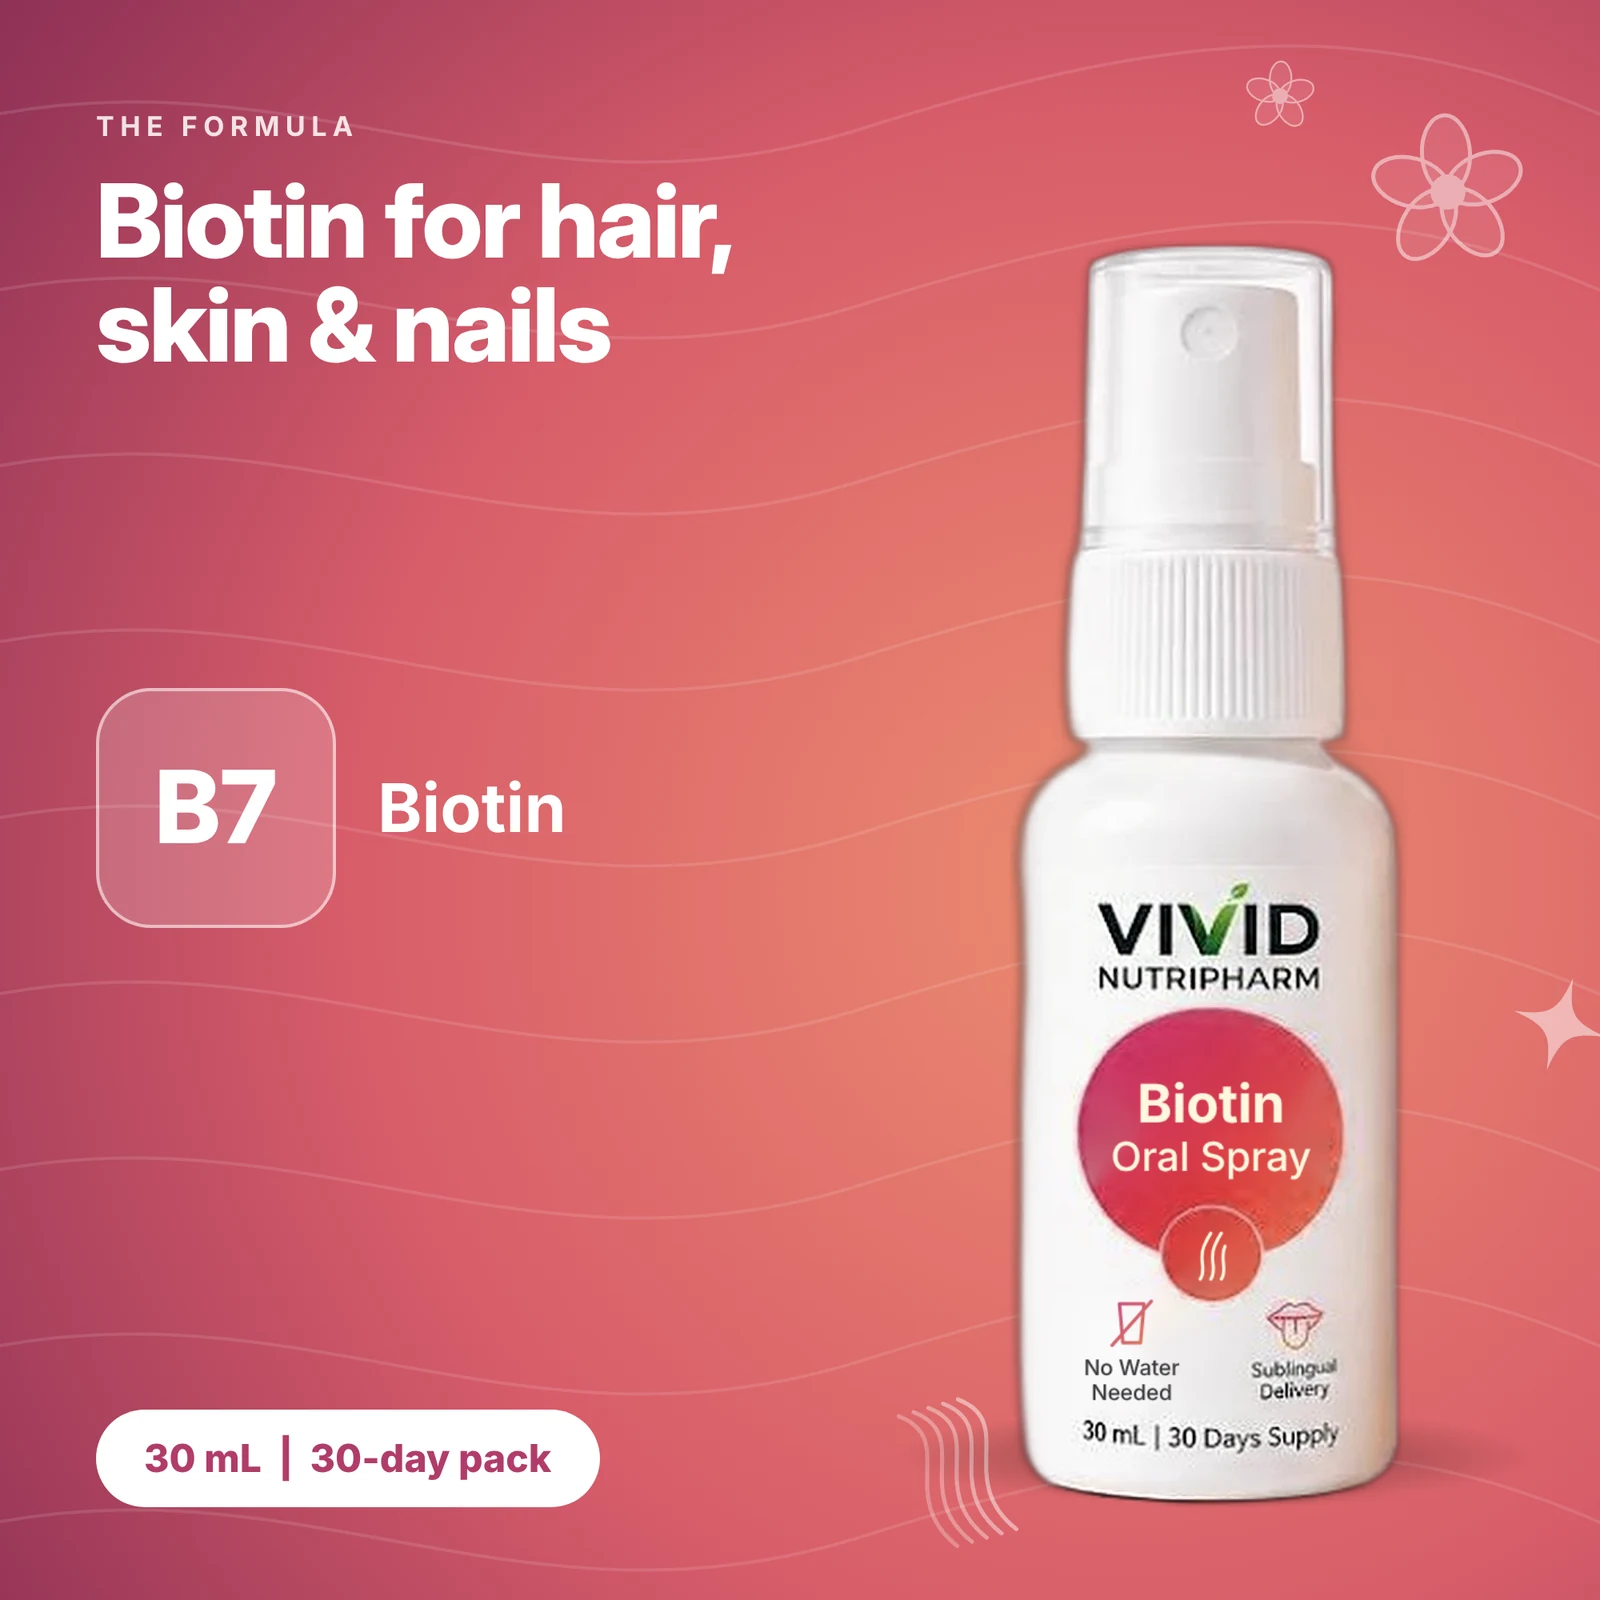 THE FORMULA
Biotin for hair,
skin & nails
B7
Biotin
30 mL | 30-day pack
VIVID
NUTRIPHARM
Biotin
Oral Spray
No Water
Needed
Sublingual
Delivery
30 mL | 30 Days Supply